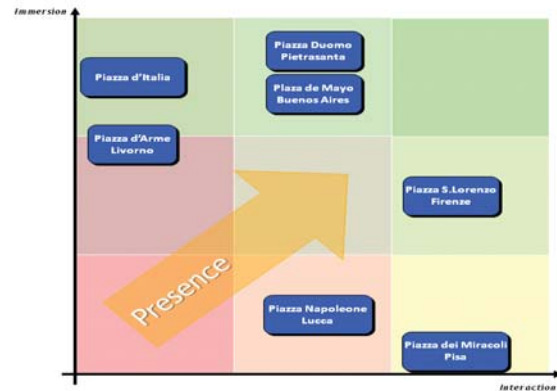 Immersion
Piazza d'Italia
Piazza Duomo
Pietrasanta
Plaza de Mayo
Buenos Aires
Piazza d'Arme
Livorno
Piazza S.Lorenzo
Firenze
Presence
Piazza Napoleone
Lucca
Piazza dei Miracoli
Pisa
Interaction